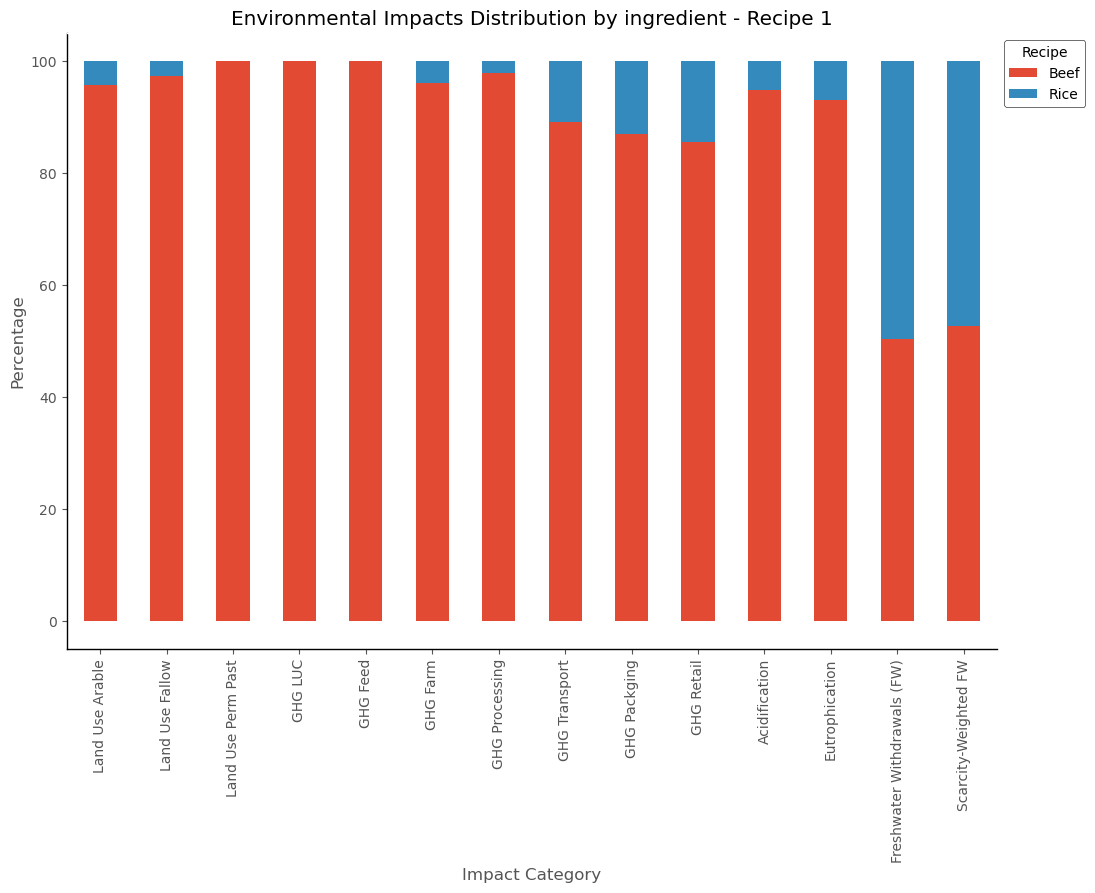 Environmental Impacts Distribution by ingredient - Recipe 1
Recipe
Beef
Rice
Percentage
100
80
60
40
20
0
Land Use Arable
Land Use Fallow
Land Use Perm Past
GHG LUC
GHG Feed
GHG Farm
GHG Processing
GHG Transport
GHG Packging
GHG Retail
Acidification
Eutrophication
Freshwater Withdrawals (FW)
Scarcity-Weighted FW
Impact Category